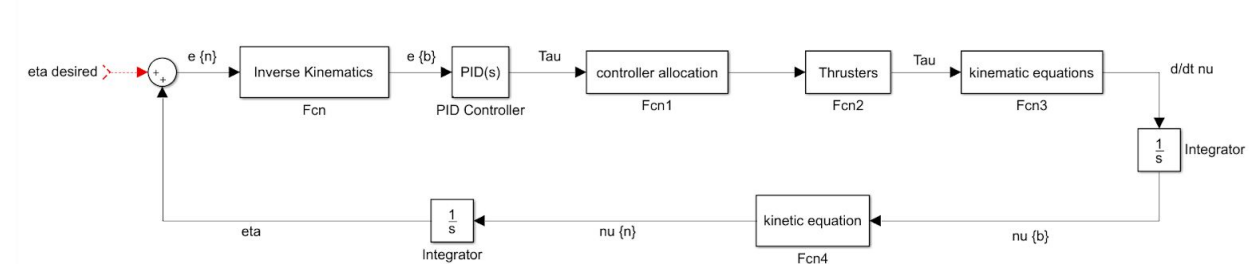 eta desired
+
+
e {n}
Inverse Kinematics
Fcn
e {b}
PID(s)
PID Controller
Tau
controller allocation
Fcn1
Thrusters
Fcn2
Tau
kinematic equations
Fcn3
d/dt nu
1
s
Integrator
nu {b}
kinetic equation
Fcn4
nu {n}
1
s
Integrator
eta